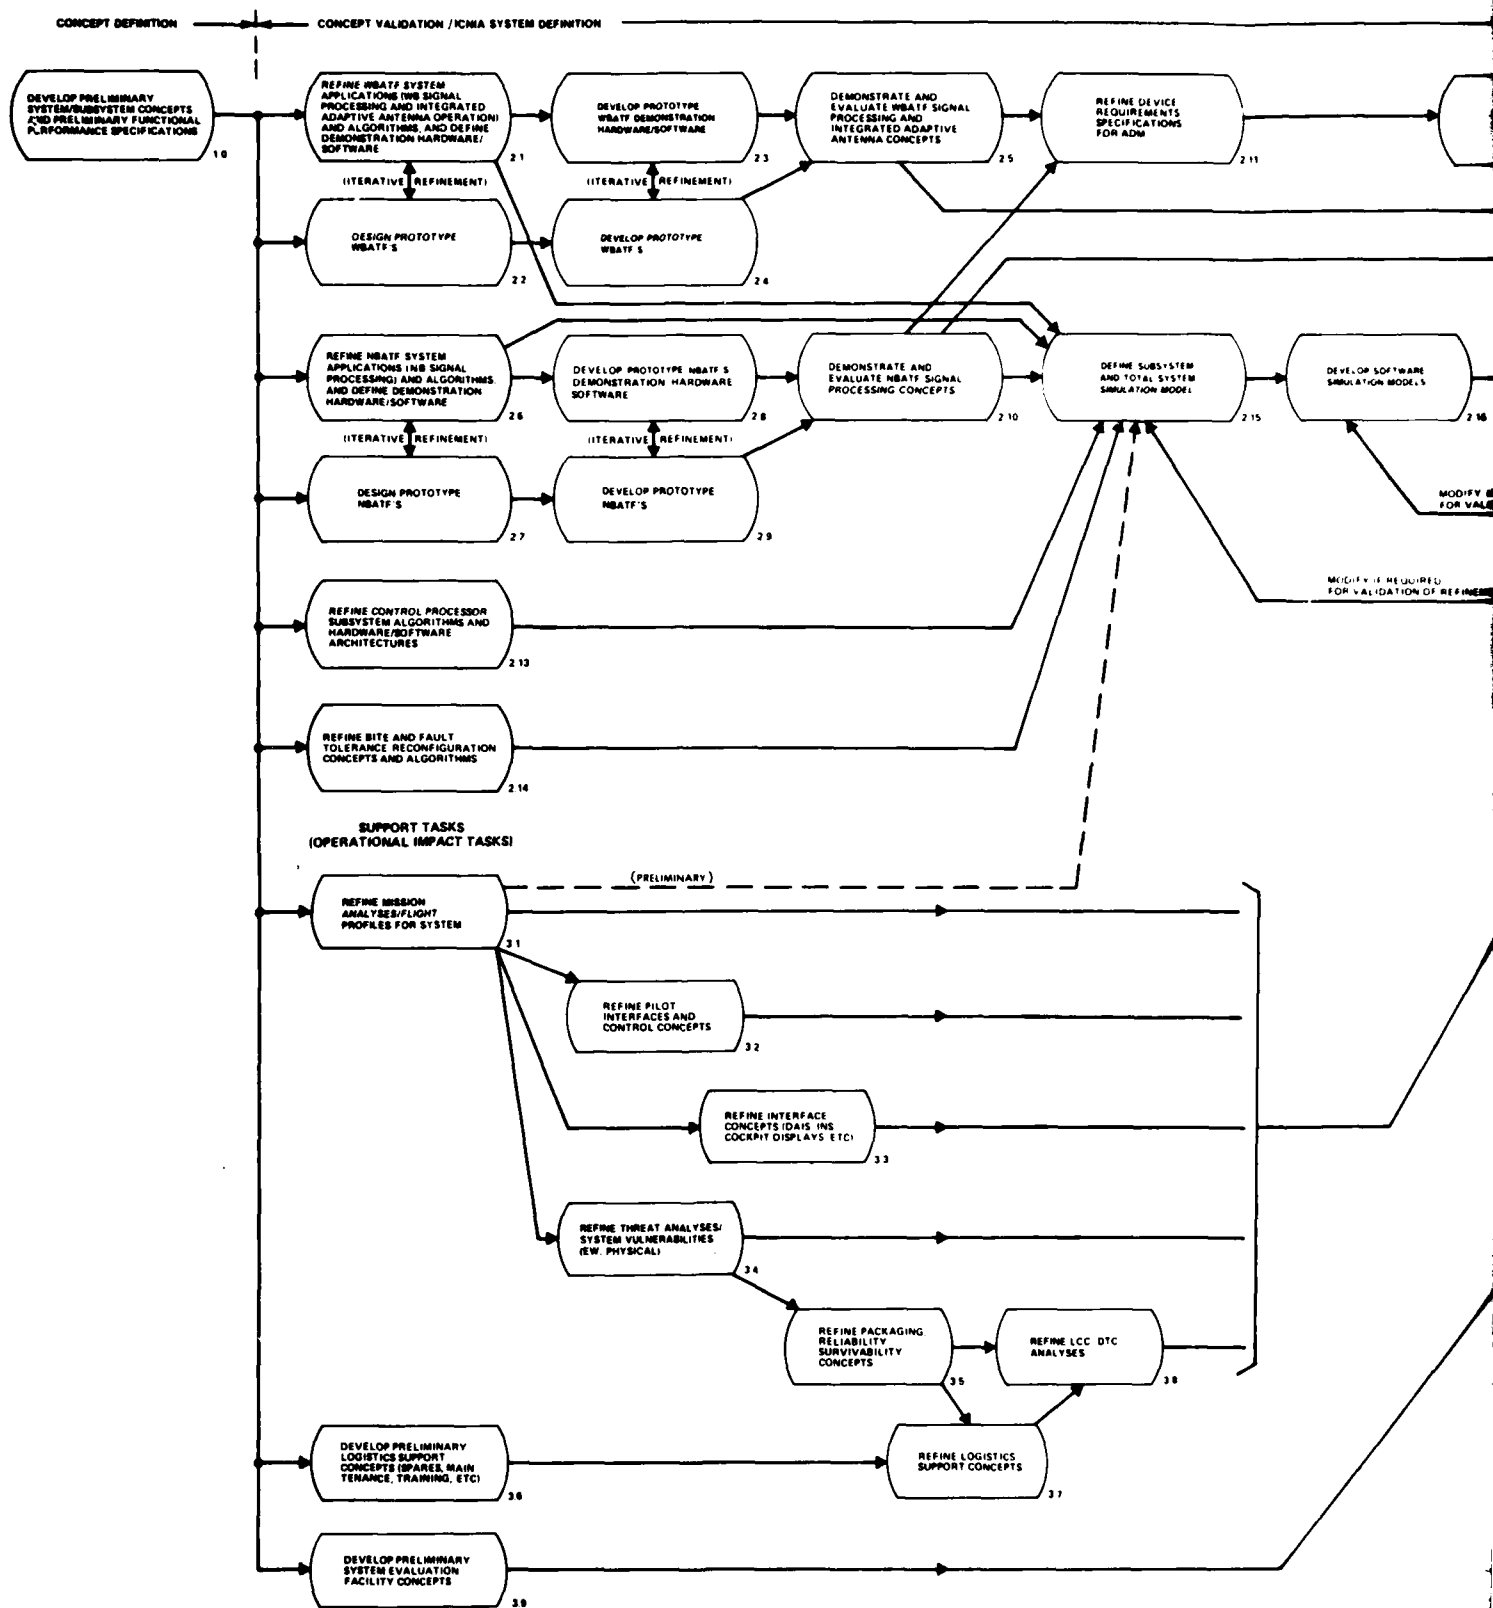 CONCEPT DEFINITION
CONCEPT VALIDATION / ICNIA SYSTEM DEFINITION
DEVELOP PRELIMINARY
SYSTEM/SUBSYSTEM CONCEPTS
AND PRELIMINARY FUNCTIONAL
PERFORMANCE SPECIFICATIONS
1.0
REFINE WBATF SYSTEM
APPLICATIONS (WB SIGNAL
PROCESSING AND INTEGRATED
ADAPTIVE ANTENNA OPERATION)
AND ALGORITHMS, AND DEFINE
DEMONSTRATION HARDWARE/
SOFTWARE
2.1
DEVELOP PROTOTYPE
WBATF DEMONSTRATION
HARDWARE/SOFTWARE
2.3
DEMONSTRATE AND
EVALUATE WBATF SIGNAL
PROCESSING AND
INTEGRATED ADAPTIVE
ANTENNA CONCEPTS
2.5
REFINE DEVICE
REQUIREMENTS
SPECIFICATIONS
FOR ADM
2.11
(ITERATIVE REFINEMENT)
(ITERATIVE REFINEMENT)
DESIGN PROTOTYPE
WBATF'S
2.2
DEVELOP PROTOTYPE
WBATF'S
2.4
REFINE NBATF SYSTEM
APPLICATIONS (NB SIGNAL
PROCESSING) AND ALGORITHMS
AND DEFINE DEMONSTRATION
HARDWARE/SOFTWARE
2.6
DEVELOP PROTOTYPE NBATF'S
DEMONSTRATION HARDWARE
SOFTWARE
2.8
DEMONSTRATE AND
EVALUATE NBATF SIGNAL
PROCESSING CONCEPTS
2.10
DEFINE SUBSYSTEM
AND TOTAL SYSTEM
SIMULATION MODEL
2.15
DEVELOP SOFTWARE
SIMULATION MODELS
2.16
(ITERATIVE REFINEMENT)
(ITERATIVE REFINEMENT)
DESIGN PROTOTYPE
NBATF'S
2.7
DEVELOP PROTOTYPE
NBATF'S
2.9
MODIFY
FOR
MODIFY IF REQUIRED
FOR VALIDATION OF
REFINE CONTROL PROCESSOR
SUBSYSTEM ALGORITHMS AND
HARDWARE/SOFTWARE
ARCHITECTURES
2.13
REFINE BITE AND FAULT
TOLERANCE RECONFIGURATION
CONCEPTS AND ALGORITHMS
2.14
SUPPORT TASKS
(OPERATIONAL IMPACT TASKS)
(PRELIMINARY)
REFINE MISSION
ANALYSES/FLIGHT
PROFILES FOR SYSTEM
3.1
REFINE PILOT
INTERFACES AND
CONTROL CONCEPTS
3.2
REFINE INTERFACE
CONCEPTS (DAIS, INS
COCKPIT DISPLAYS, ETC)
3.3
REFINE THREAT ANALYSES/
SYSTEM VULNERABILITIES
(EW, PHYSICAL)
3.4
REFINE PACKAGING,
RELIABILITY
SURVIVABILITY
CONCEPTS
3.5
REFINE LCC DTC
ANALYSES
3.8
DEVELOP PRELIMINARY
LOGISTICS SUPPORT
CONCEPTS (SPARES, MAIN
TENANCE, TRAINING, ETC)
3.6
REFINE LOGISTICS
SUPPORT CONCEPTS
3.7
DEVELOP PRELIMINARY
SYSTEM EVALUATION
FACILITY CONCEPTS
3.9